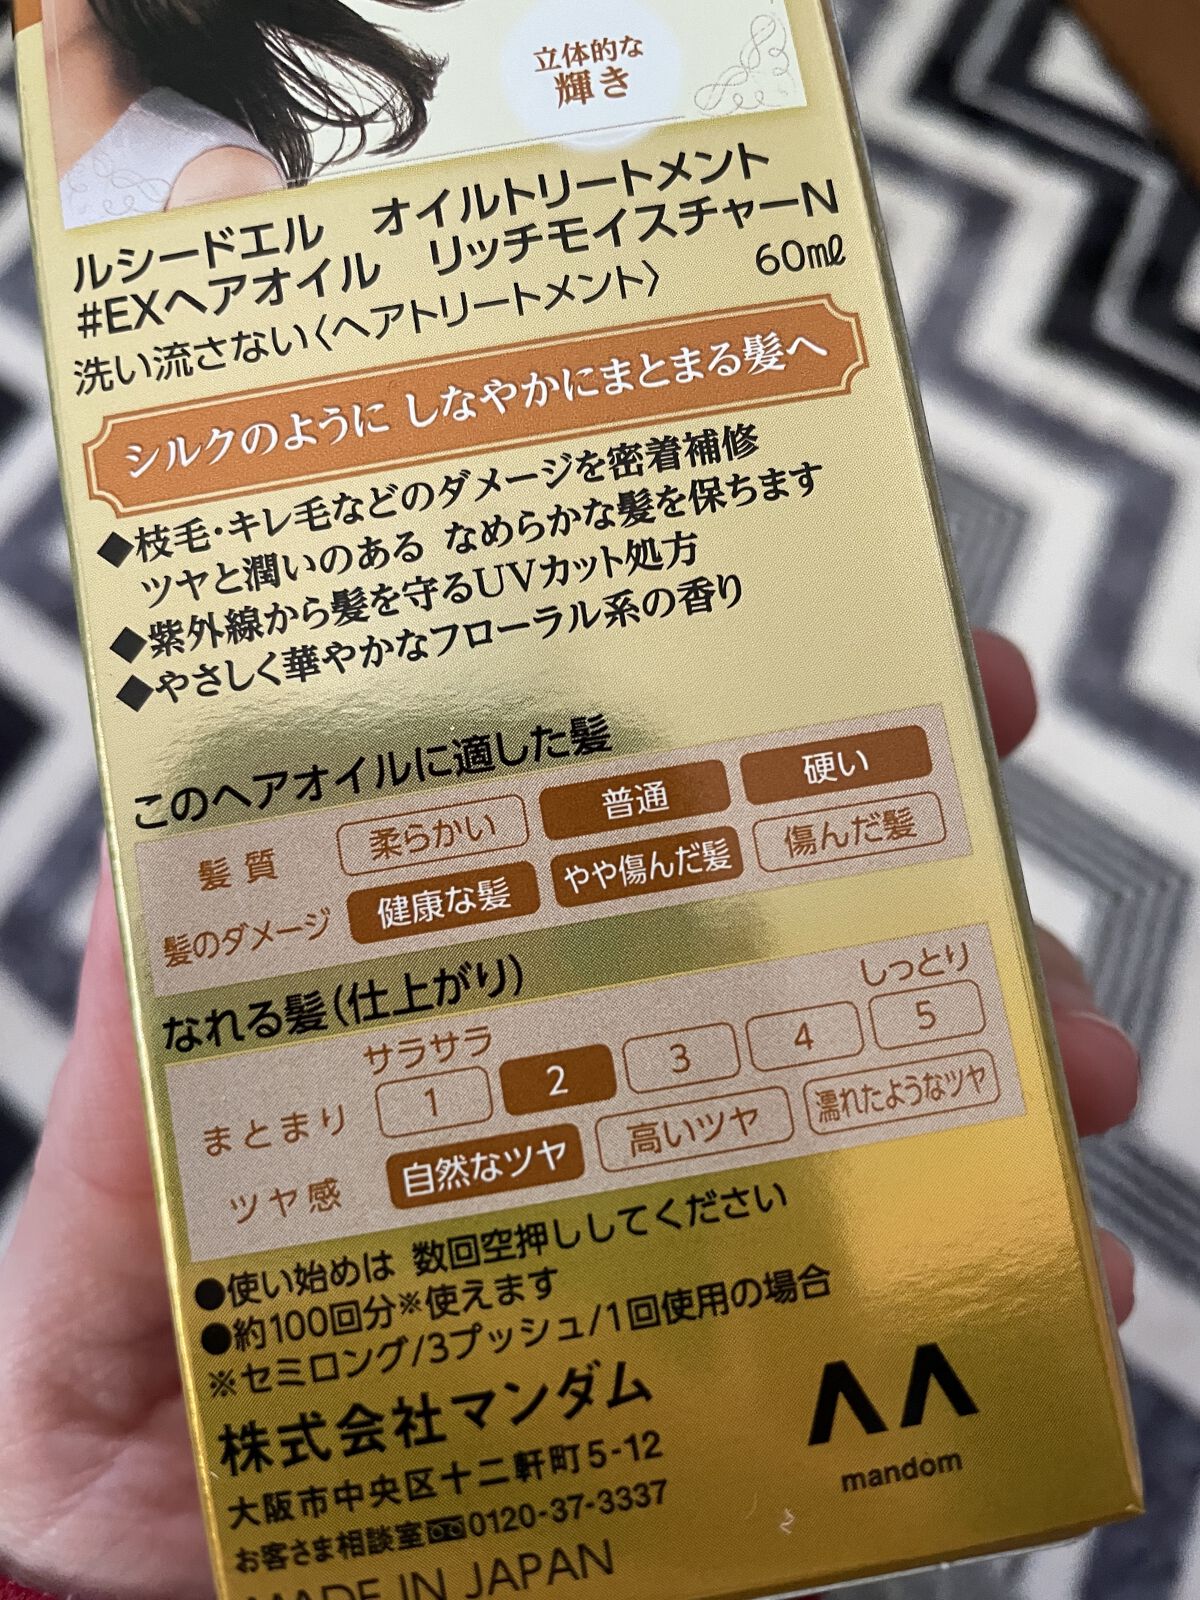 立体的な
輝き
ルシードエル オイルトリートメント
#EXヘアオイル リッチモイスチャーN
洗い流さない〈ヘアトリートメント〉 60mℓ
シルクのように しなやかにまとまる髪へ
◆枝毛・キレ毛などのダメージを密着補修
ツヤと潤いのある なめらかな髪を保ちます
◆紫外線から髪を守るUVカット処方
◆やさしく華やかなフローラル系の香り
このヘアオイルに適した髪
髪質 柔らかい 普通 硬い
髪のダメージ 健康な髪 やや傷んだ髪 傷んだ髪
なれる髪(仕上がり)
サラサラ しっとり
まとまり 1 2 3 4 5
ツヤ感 自然なツヤ 高いツヤ 濡れたようなツヤ
●使い始めは 数回空押ししてください
●約100回分※使えます
※セミロング/3プッシュ/1回使用の場合
株式会社マンダム
大阪市中央区十二軒町5-12
お客さま相談室 0120-37-3337
MADE IN JAPAN
mandom